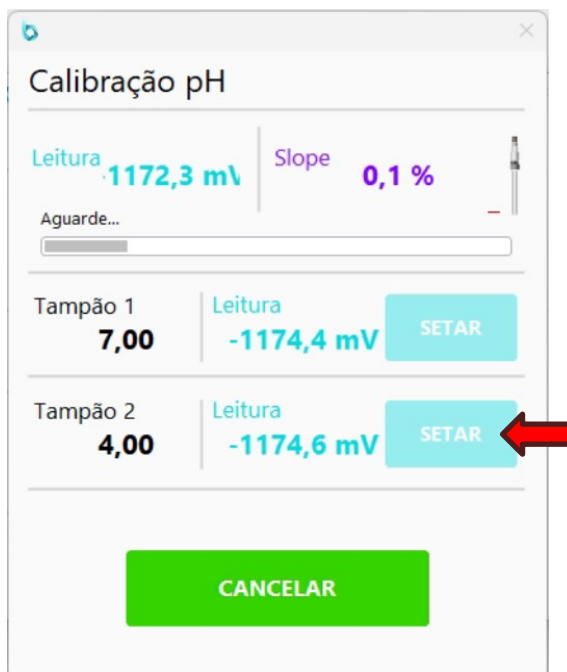 Calibração pH
Leitura
-1172,3 mV
Slope
0,1 %
Aguarde...
Tampão 1
7,00
Leitura
-1174,4 mV
SETAR
Tampão 2
4,00
Leitura
-1174,6 mV
SETAR
CANCELAR